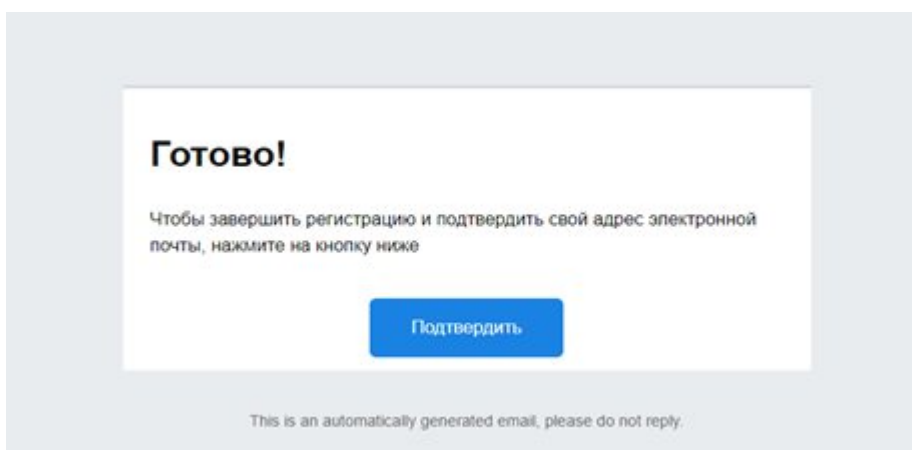 Готово!
Чтобы завершить регистрацию и подтвердить свой адрес электронной
почты, нажмите на кнопку ниже
Подтвердить
This is an automatically generated email, please do not reply.